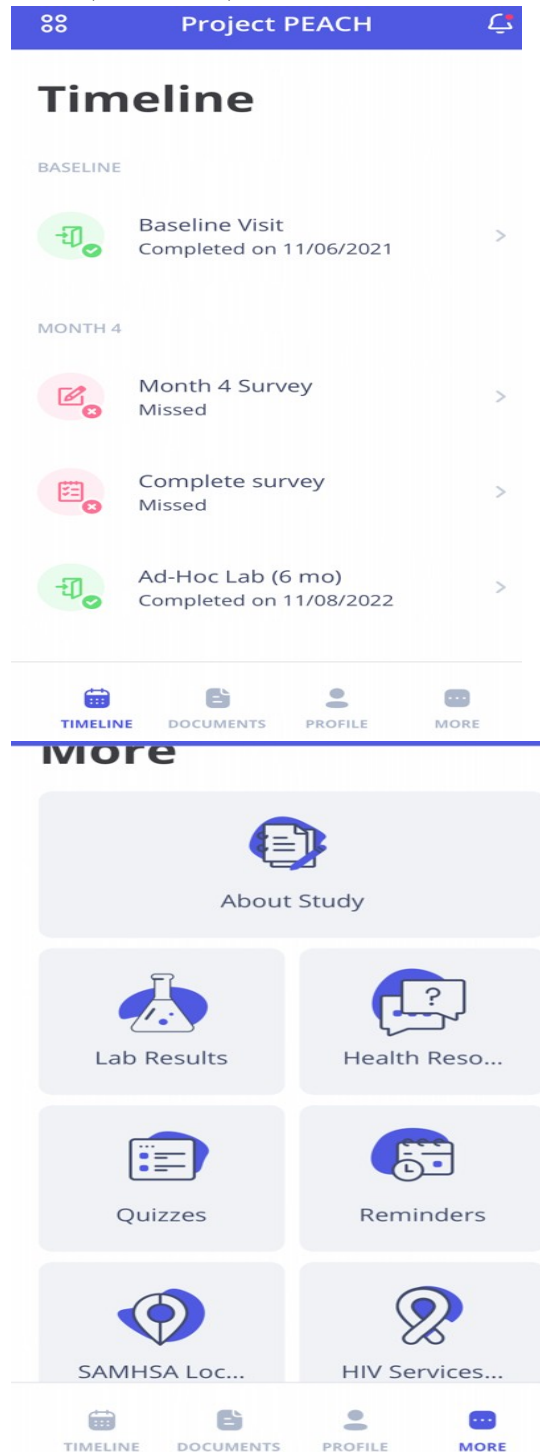 Project PEACH
Timeline
BASELINE
Baseline Visit
Completed on 11/06/2021
MONTH 4
Month 4 Survey
Missed
Complete survey
Missed
Ad-Hoc Lab (6 mo)
Completed on 11/08/2022
TIMELINE DOCUMENTS PROFILE MORE
More
About Study
?
Lab Results Health Reso...
Quizzes Reminders
SAMHSA Loc... HIV Services...
TIMELINE DOCUMENTS PROFILE MORE